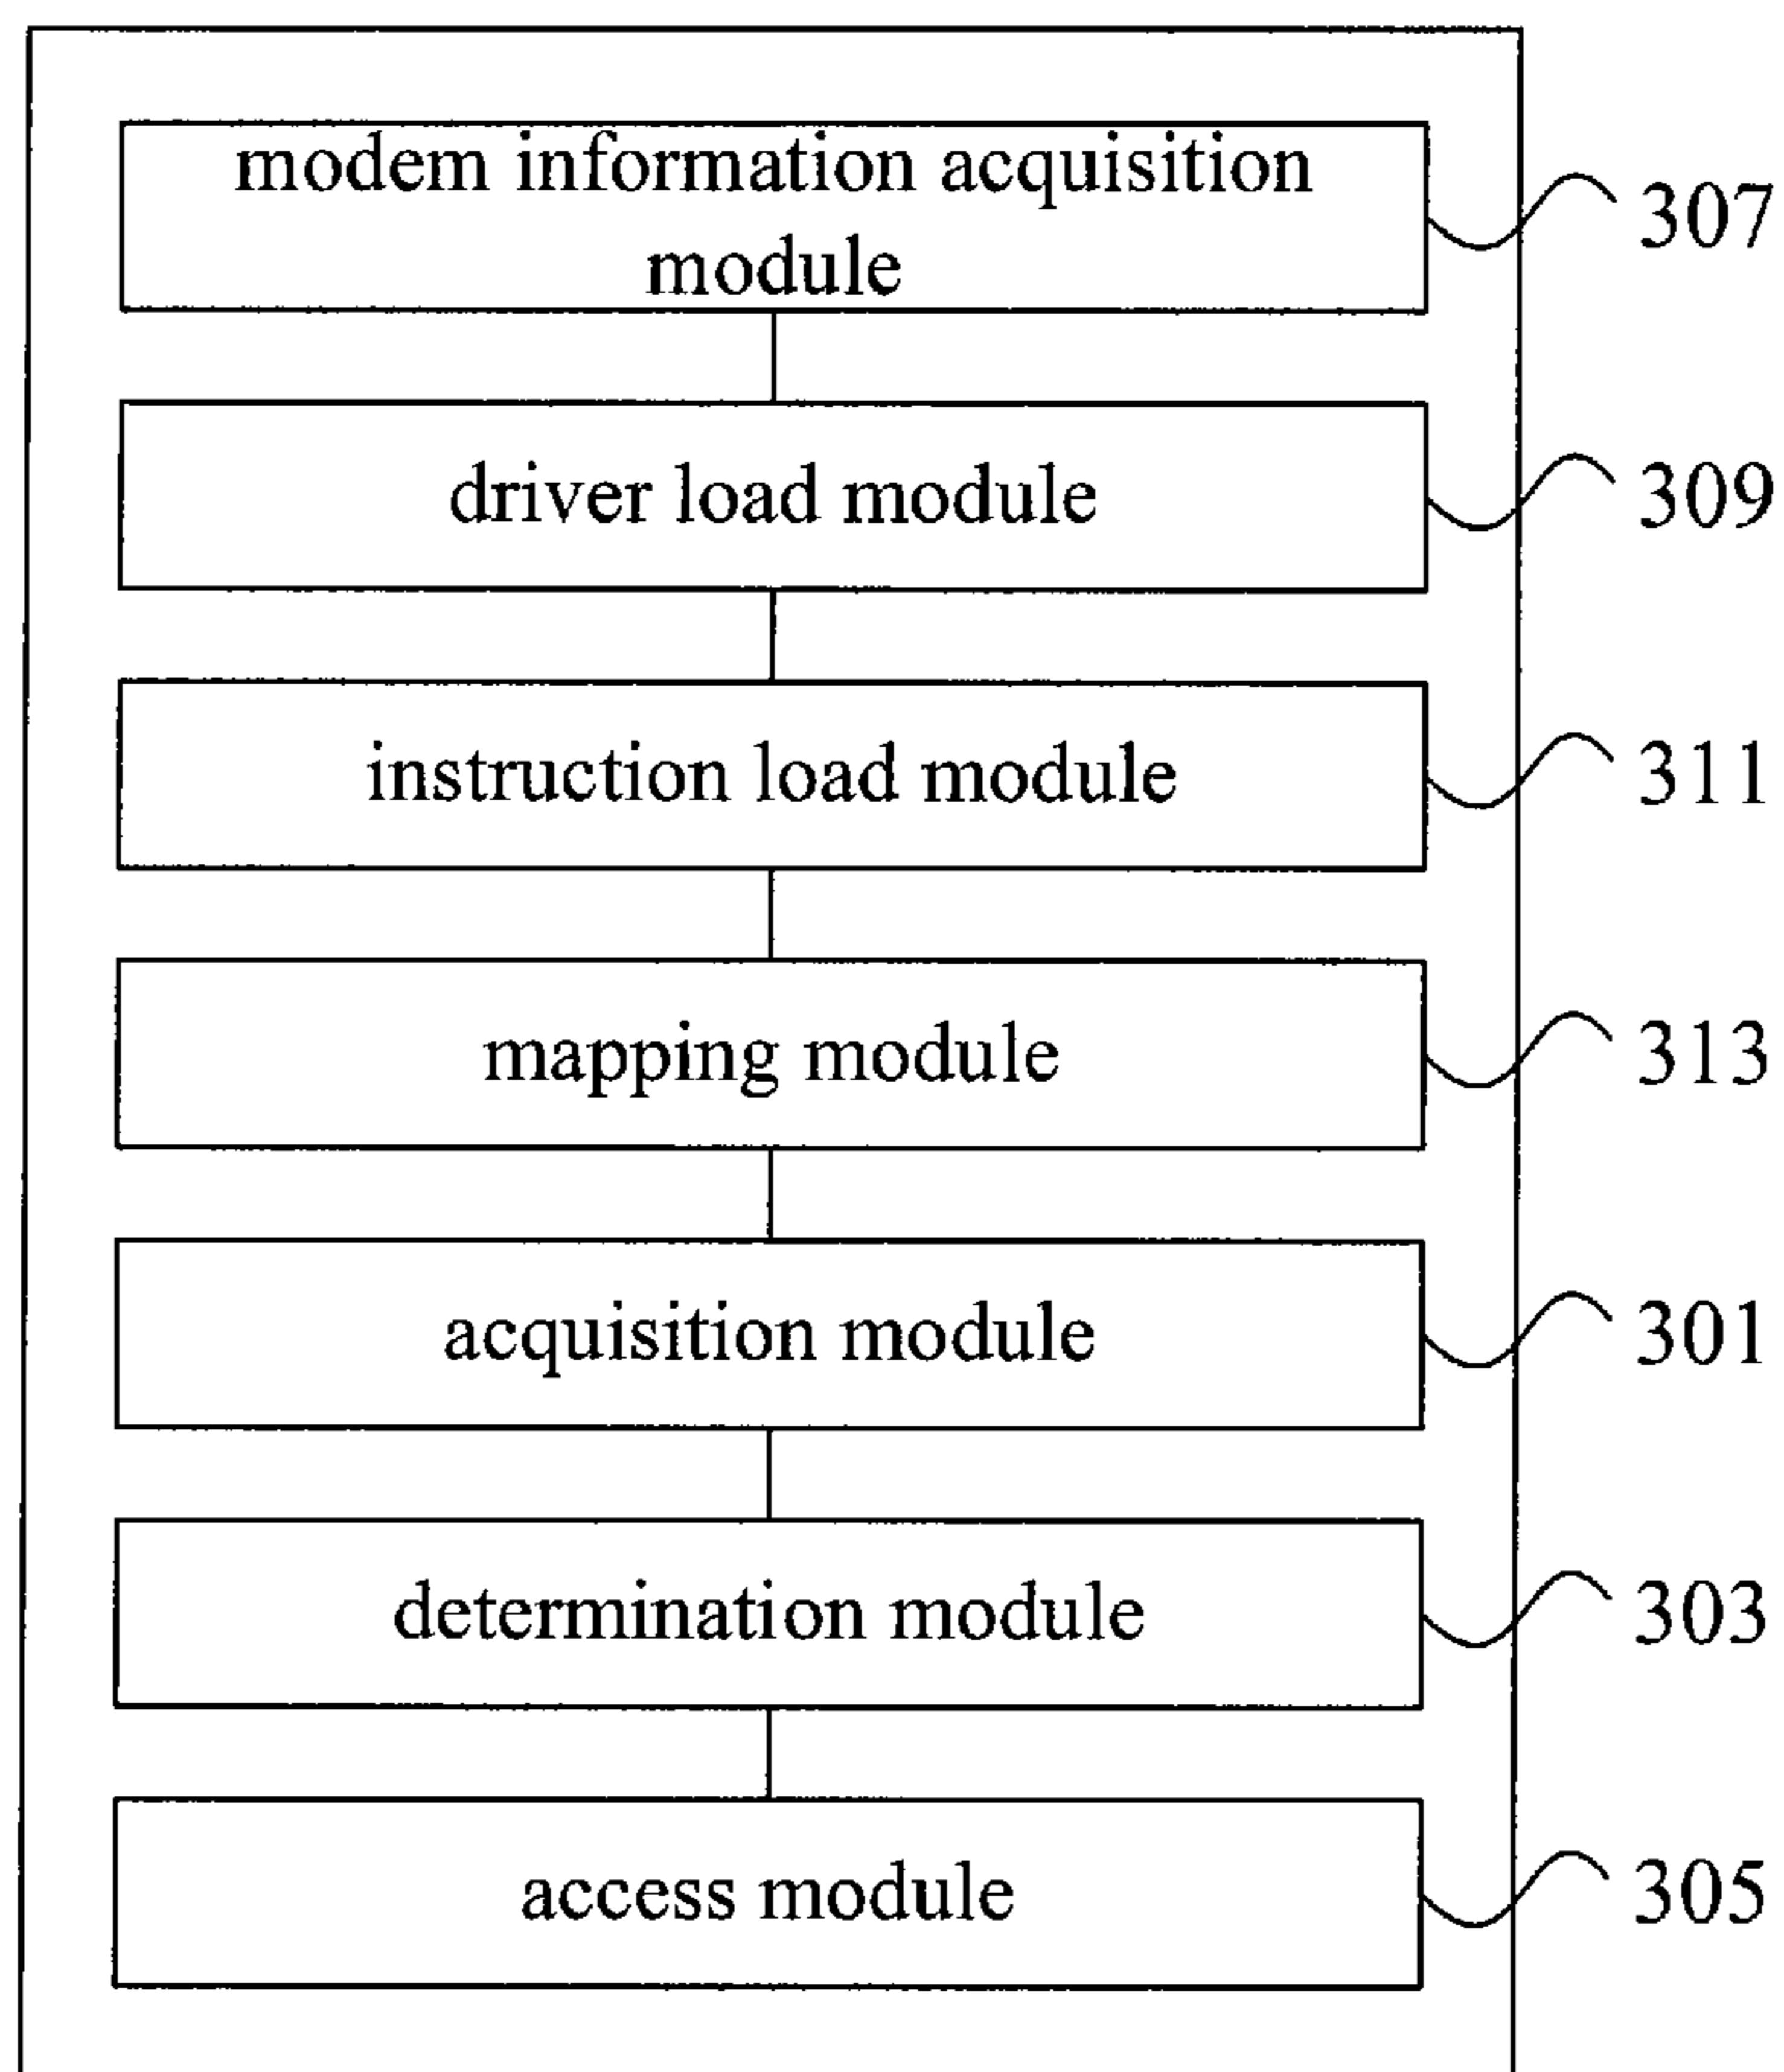 modem information acquisition
module
307
driver load module
309
instruction load module
311
mapping module
313
acquisition module
301
determination module
303
access module
305